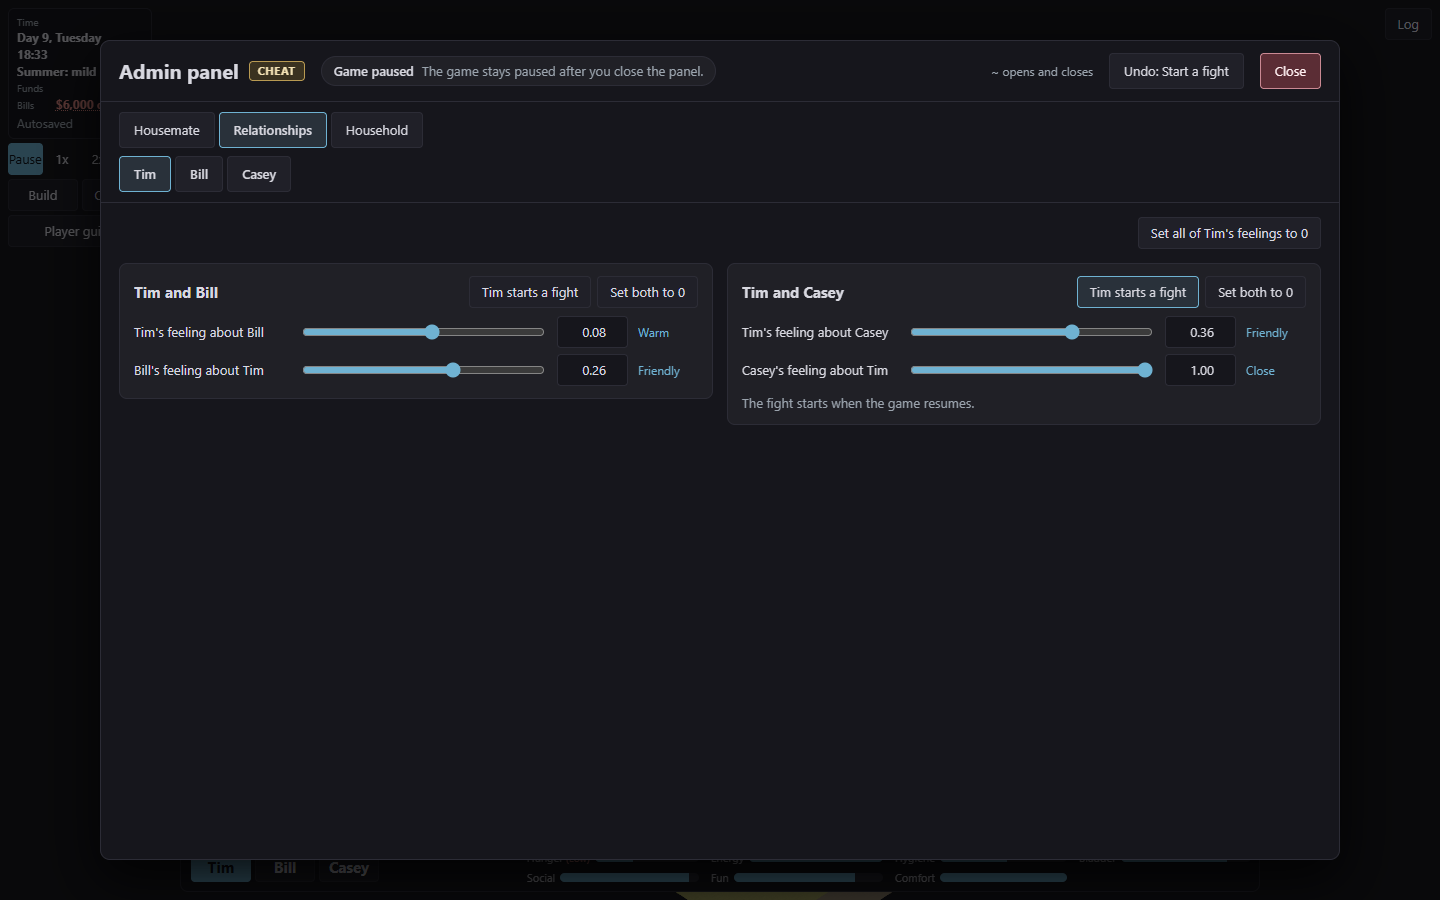 Time
Day 9, Tuesday
18:33
Summer: mild
Funds
Bills $6,000
Autosaved
Pause 1x
Build
Player gui
Log
Admin panel CHEAT Game paused The game stays paused after you close the panel. ~ opens and closes Undo: Start a fight Close
Housemate Relationships Household
Tim Bill Casey
Set all of Tim's feelings to 0
Tim and Bill Tim starts a fight Set both to 0
Tim's feeling about Bill 0.08 Warm
Bill's feeling about Tim 0.26 Friendly
Tim and Casey Tim starts a fight Set both to 0
Tim's feeling about Casey 0.36 Friendly
Casey's feeling about Tim 1.00 Close
The fight starts when the game resumes.
Tim Bill Casey
Social Fun Comfort